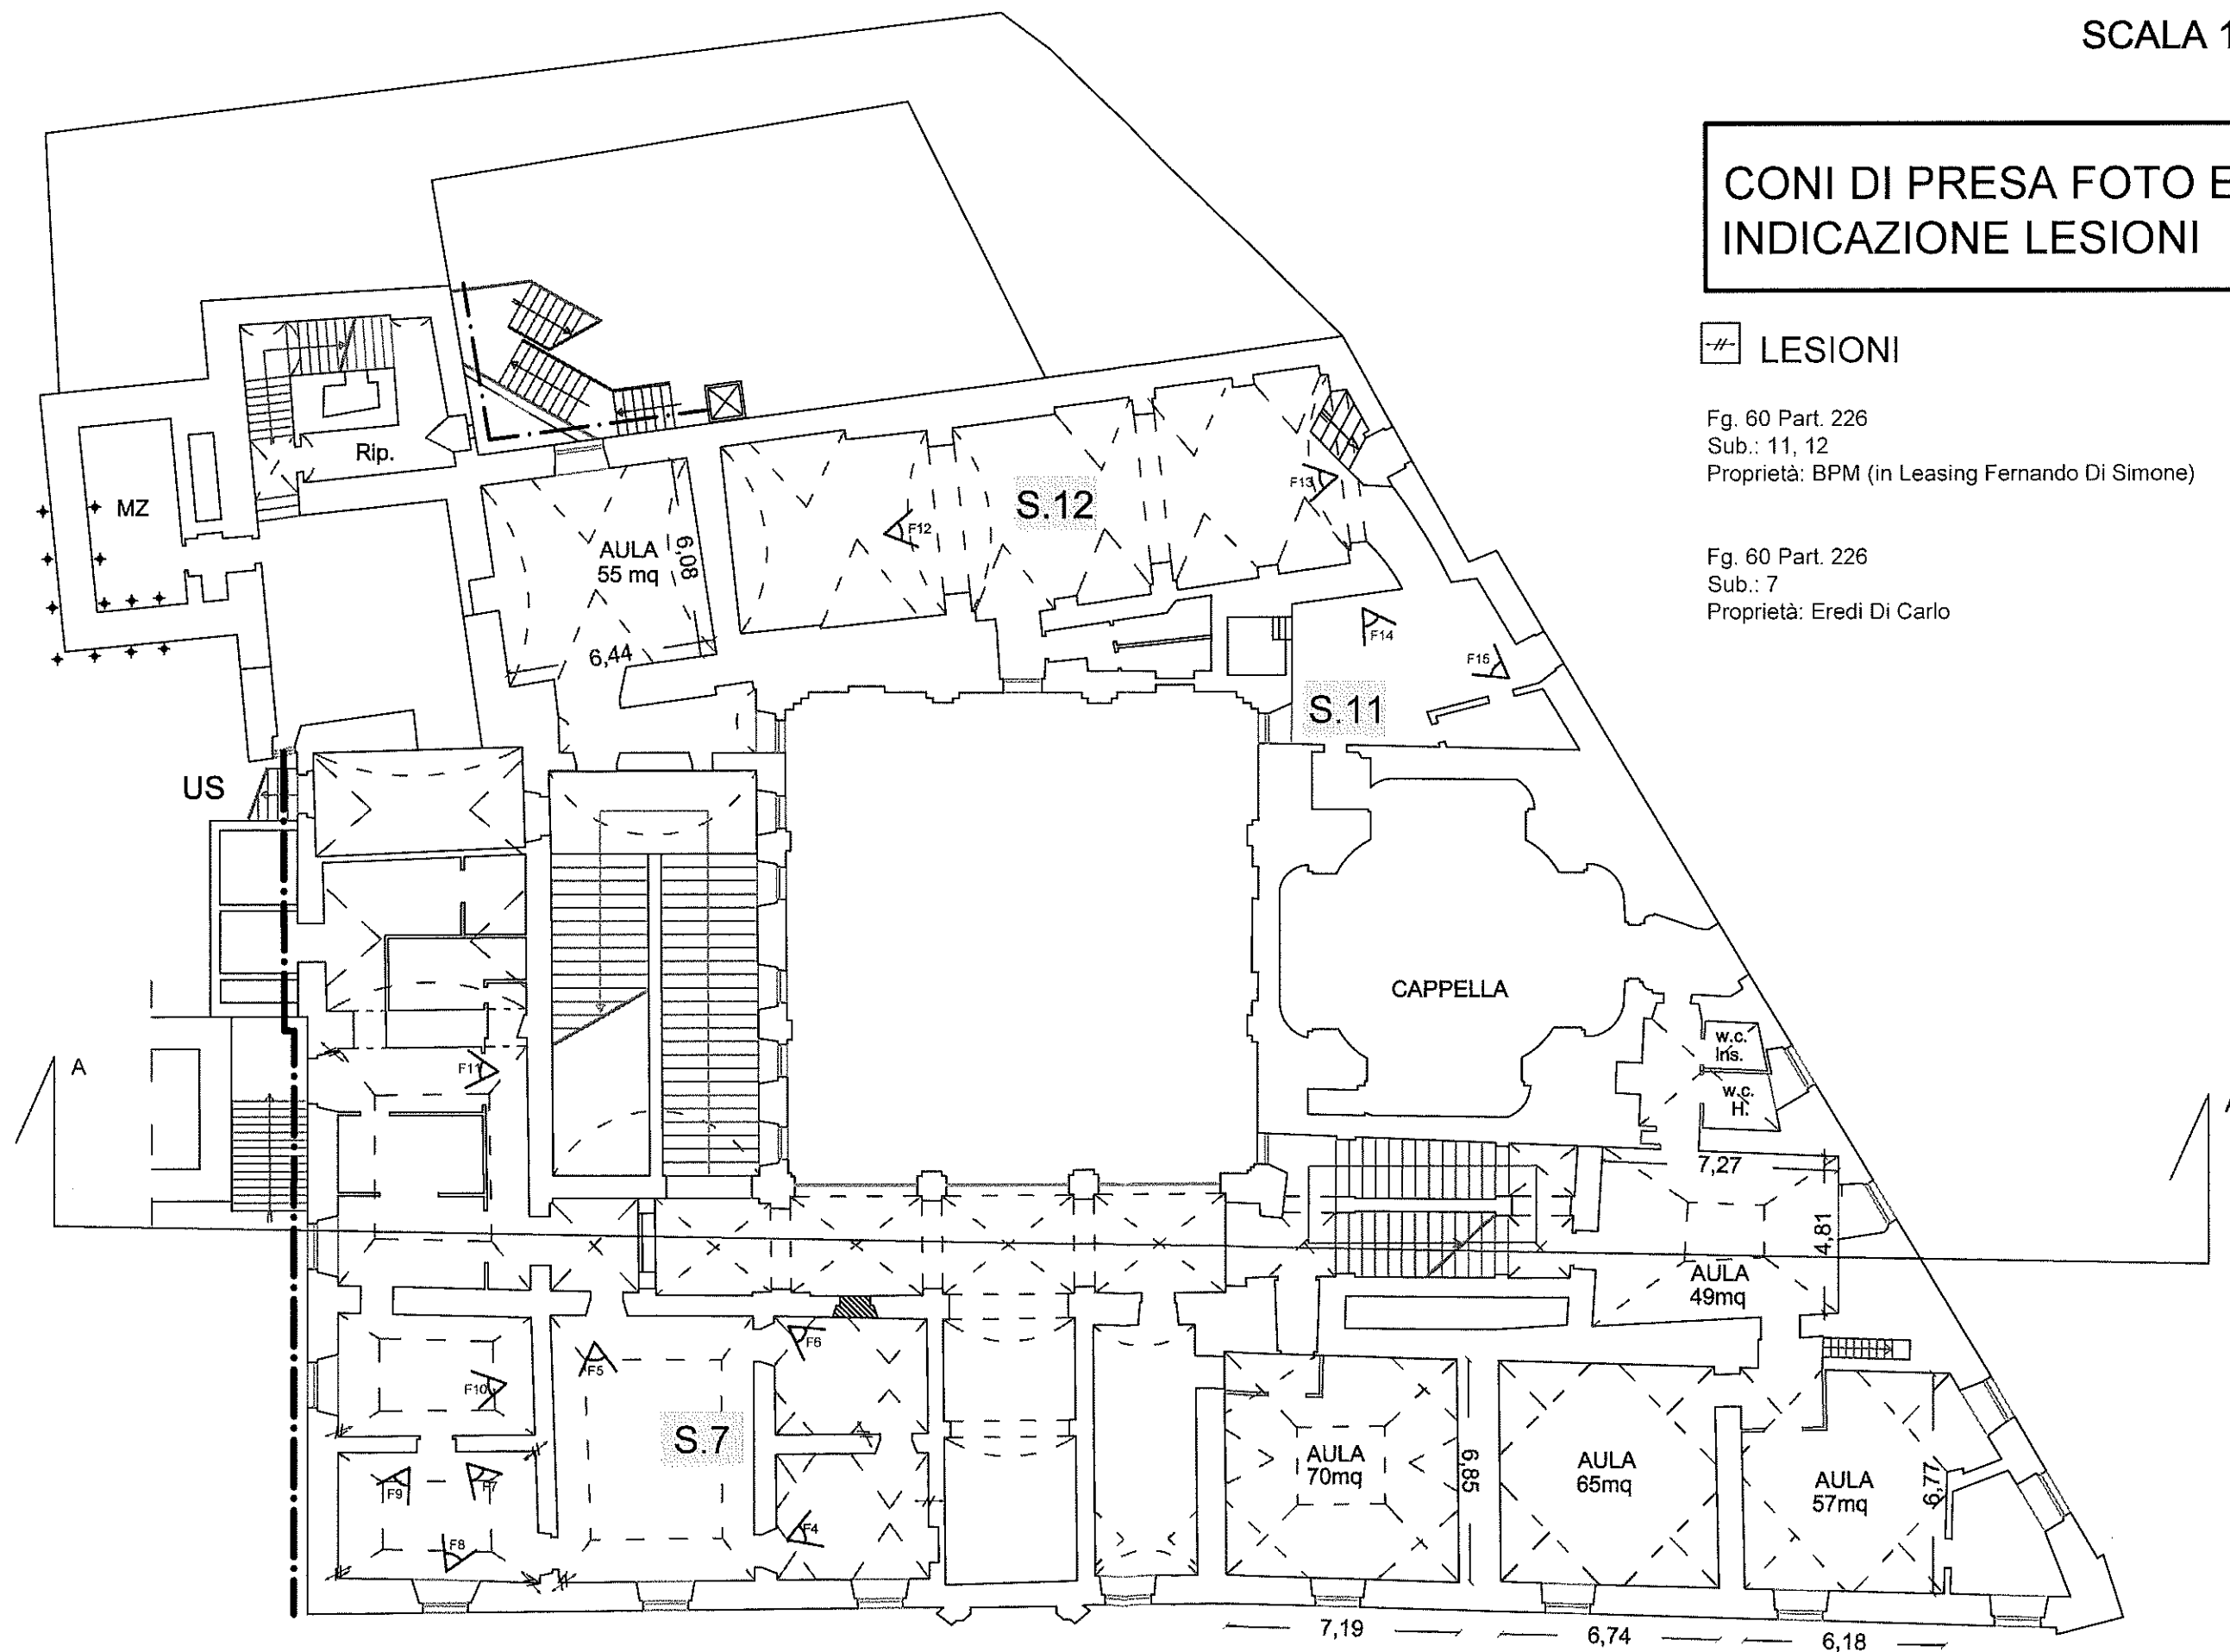 SCALA 1
CONI DI PRESA FOTO E
INDICAZIONE LESIONI
LESIONI
Fg. 60 Part. 226
Sub.: 11, 12
Proprietà: BPM (in Leasing Fernando Di Simone)
Fg. 60 Part. 226
Sub.: 7
Proprietà: Eredi Di Carlo
Rip.
MZ
AULA
55 mq
6,08
6,44
F12
S.12
F13
F14
F15
S.11
US
CAPPELLA
w.c.
Ins.
w.c.
H.
A
F11
7,27
4,81
AULA
49mq
F6
F5
F10
S.7
F9
F7
F8
F4
AULA
70mq
6,85
AULA
65mq
AULA
57mq
6,77
7,19
6,74
6,18